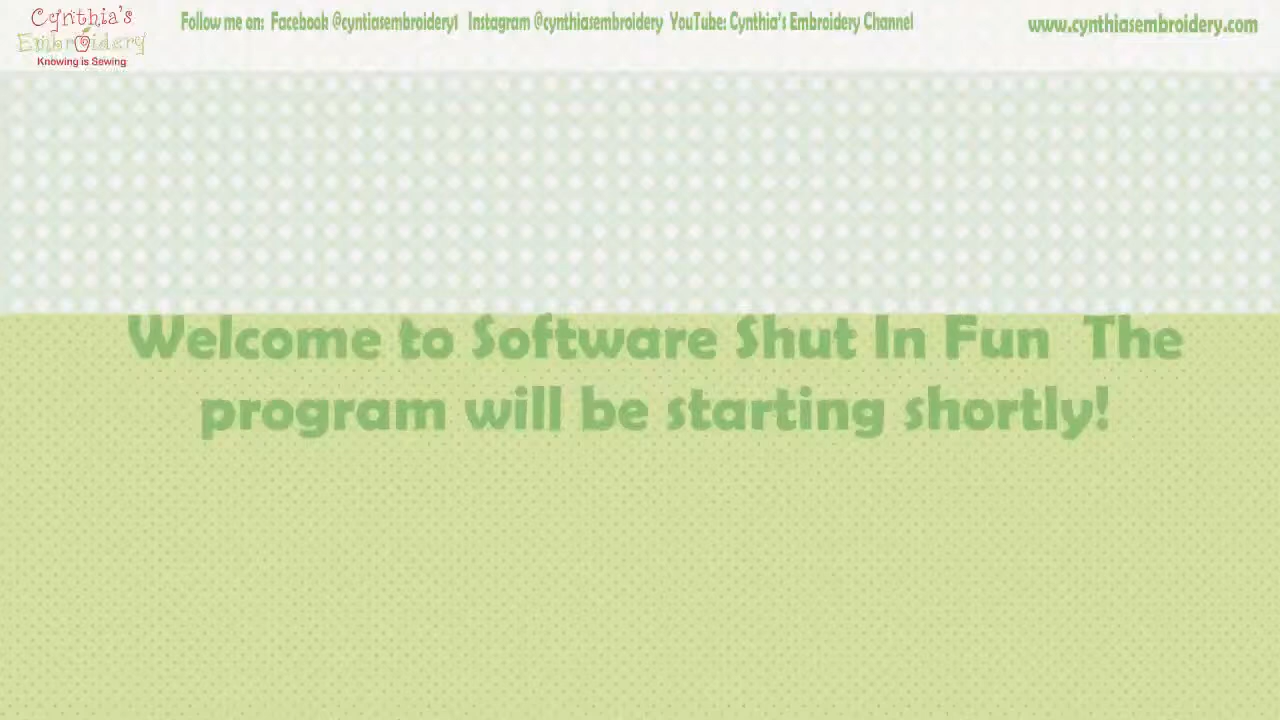 Cynthia's
Embroidery
Knowing is Sewing
Follow me on: Facebook @cyntiasembroidery1 Instagram @cynthiasembroidery YouTube: Cynthia's Embroidery Channel
www.cynthiasembroidery.com
Welcome to Software Shut In Fun The
program will be starting shortly!